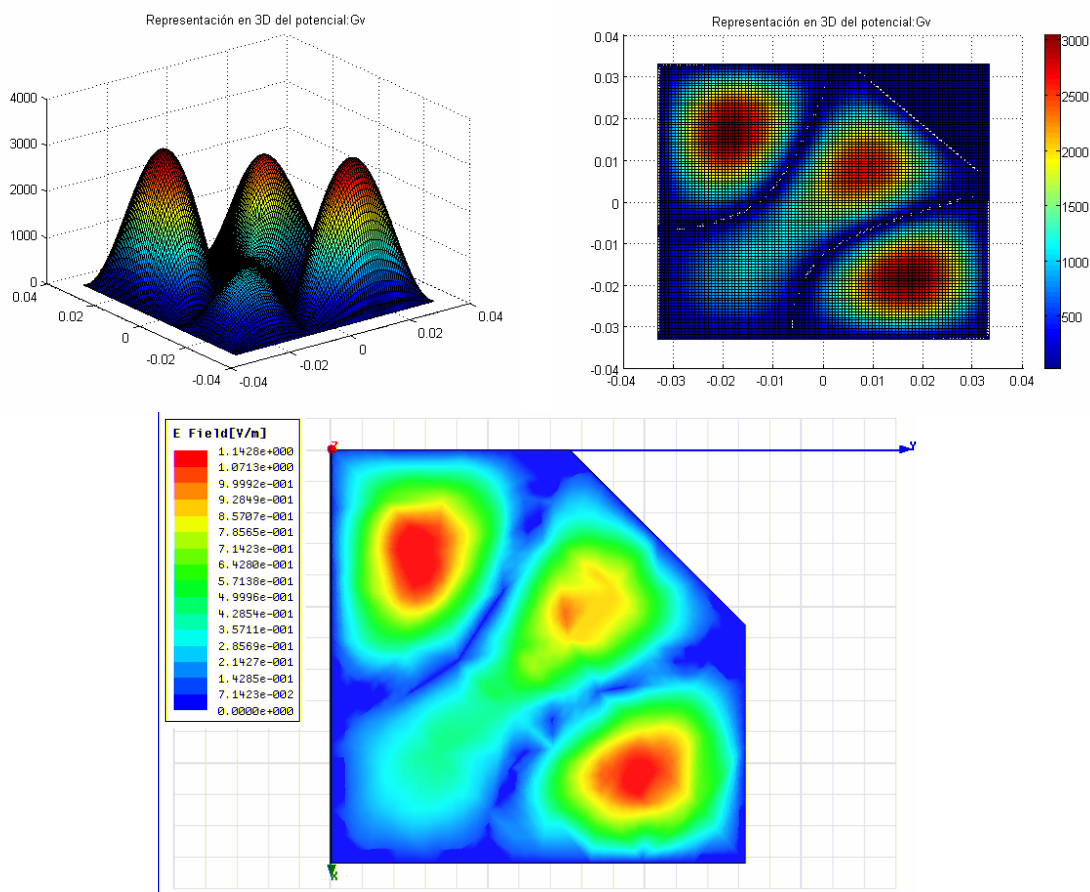 Representación en 3D del potencial:Gv
4000
3000
2000
1000
0
0.04
0.02
0
-0.02
-0.04
-0.04
-0.02
0
0.02
0.04
Representación en 3D del potencial:Gv
0.04
0.03
0.02
0.01
0
-0.01
-0.02
-0.03
-0.04
-0.04
-0.03
-0.02
-0.01
0
0.01
0.02
0.03
0.04
3000
2500
2000
1500
1000
500
E Field[V/m]
1.1428e+000
1.0713e+000
9.9992e-001
9.2849e-001
8.5707e-001
7.8565e-001
7.1423e-001
6.4280e-001
5.7138e-001
4.9996e-001
4.2854e-001
3.5711e-001
2.8569e-001
2.1427e-001
1.4285e-001
7.1423e-002
0.0000e+000
Z
Y
X